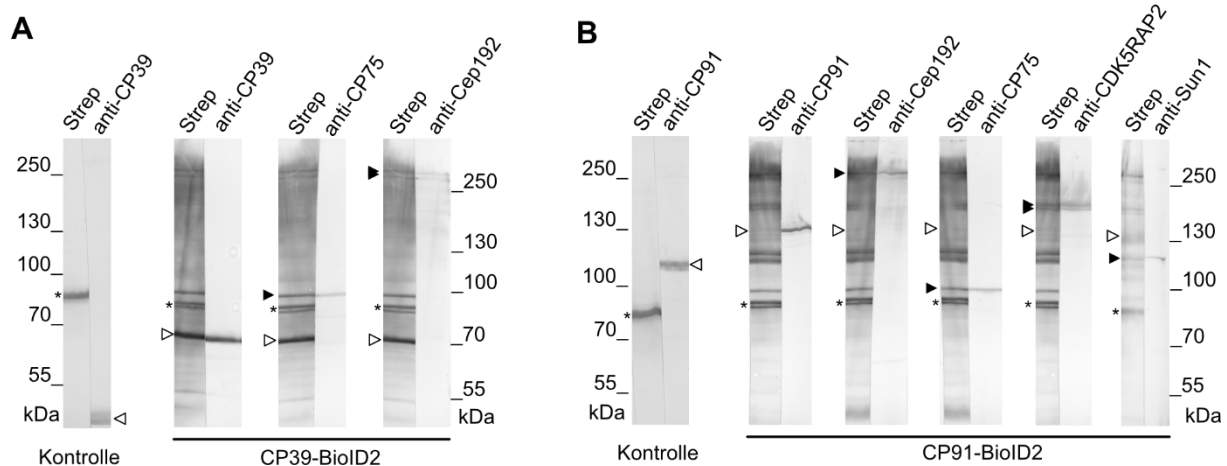 A
Strep
anti-CP39
Strep
anti-CP39
Strep
anti-CP75
Strep
anti-Cep192
250
130
100
70
55
kDa
*
*
*
*
250
130
100
70
55
kDa
Kontrolle
CP39-BioID2
B
Strep
anti-CP91
Strep
anti-CP91
Strep
anti-Cep192
Strep
anti-CP75
Strep
anti-CDK5RAP2
Strep
anti-Sun1
250
130
100
70
55
kDa
*
*
*
*
*
*
250
130
100
70
55
kDa
Kontrolle
CP91-BioID2